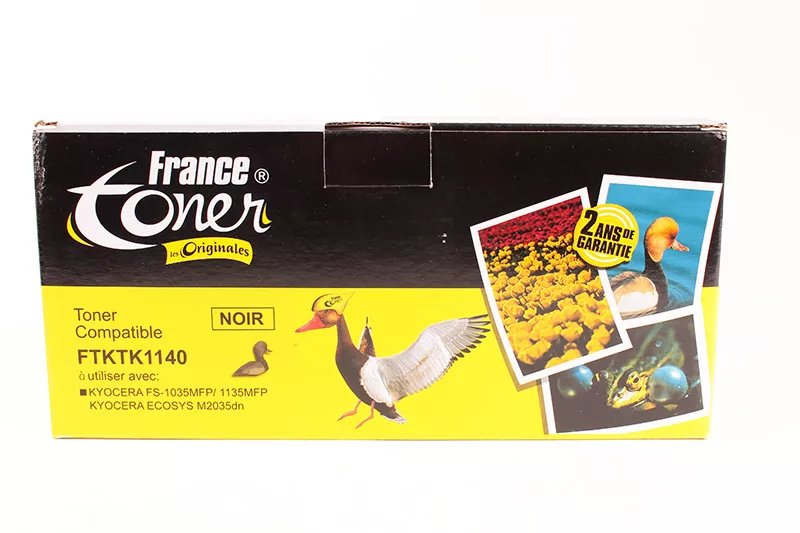 France ®
toner
les Originales
2 ANS DE
GARANTIE
Toner
Compatible
NOIR
FTKTK1140
à utiliser avec:
■ KYOCERA FS-1035MFP/ 1135MFP
KYOCERA ECOSYS M2035dn